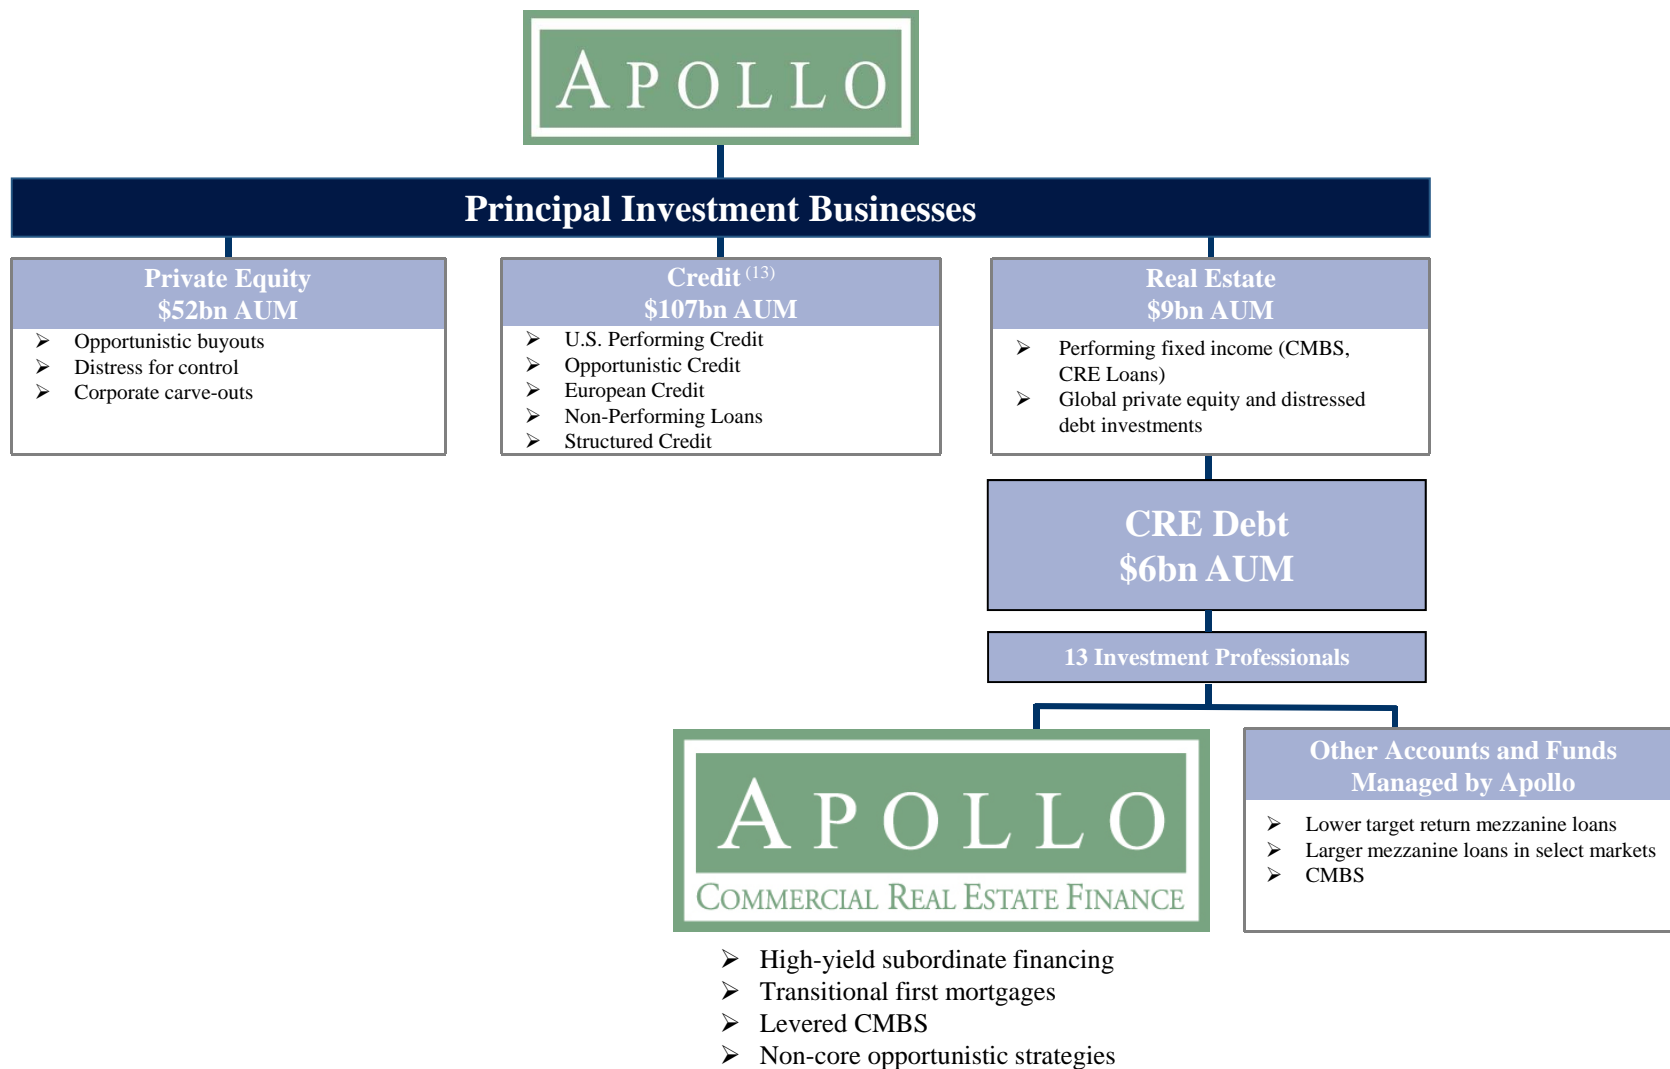 APOLLO
Principal Investment Businesses
Private Equity
$52bn AUM
➢ Opportunistic buyouts
➢ Distress for control
➢ Corporate carve-outs
Credit (13)
$107bn AUM
➢ U.S. Performing Credit
➢ Opportunistic Credit
➢ European Credit
➢ Non-Performing Loans
➢ Structured Credit
Real Estate
$9bn AUM
➢ Performing fixed income (CMBS,
CRE Loans)
➢ Global private equity and distressed
debt investments
CRE Debt
$6bn AUM
13 Investment Professionals
APOLLO
COMMERCIAL REAL ESTATE FINANCE
➢ High-yield subordinate financing
➢ Transitional first mortgages
➢ Levered CMBS
➢ Non-core opportunistic strategies
Other Accounts and Funds
Managed by Apollo
➢ Lower target return mezzanine loans
➢ Larger mezzanine loans in select markets
➢ CMBS